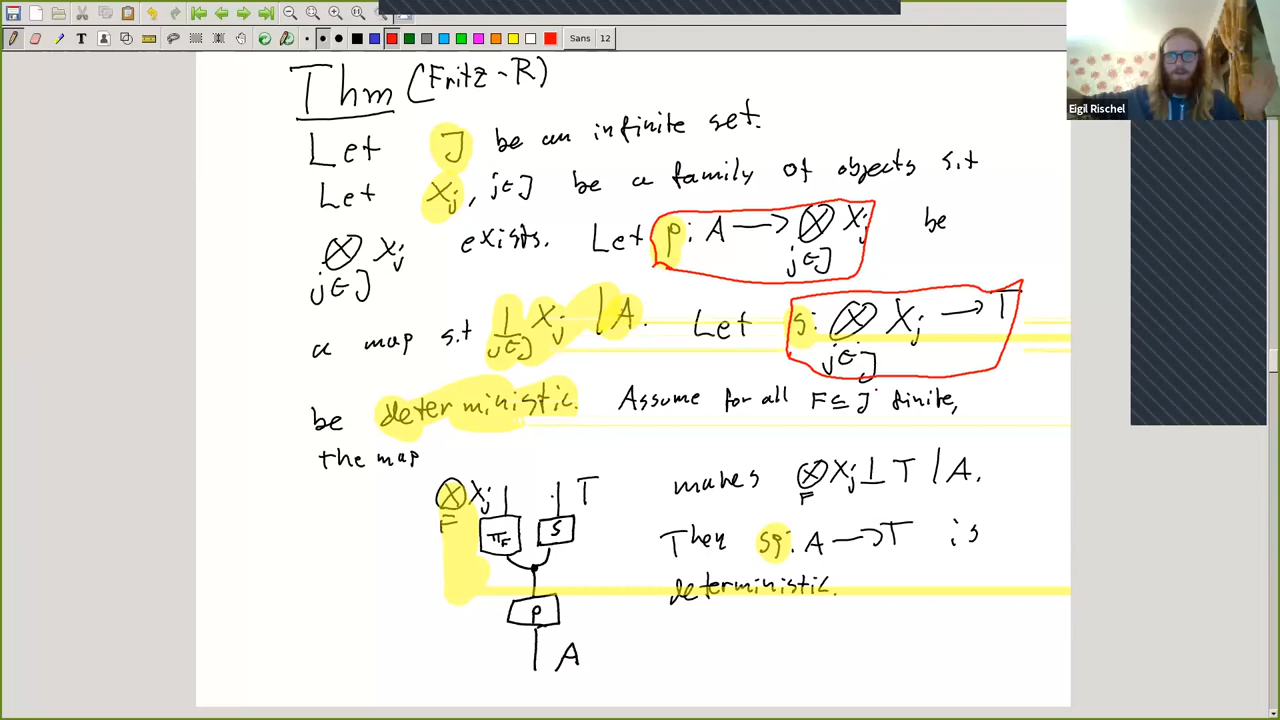 Sans 12
Eigil Rischel
Thm (Fritz-R)
Let J be an infinite set.
Let X_j, j∈J be a family of objects s.t
⊗_{j∈J} X_j exists. Let p: A → ⊗_{j∈J} X_j be
a map s.t ⊥_{j∈J} X_j | A. Let s: ⊗_{j∈J} X_j → T
be deterministic. Assume for all F ⊆ J finite,
the map
⊗_F X_j T makes ⊗_F X_j ⊥ T | A.
π_F s Then sp: A → T is
deterministic.
p
A